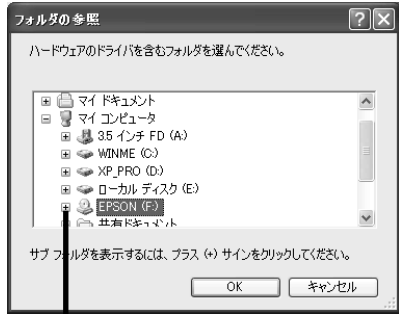 フォルダの参照
ハードウェアのドライバを含むフォルダを選んでください。
マイ ドキュメント
マイ コンピュータ
3.5 インチ FD (A:)
WINME (C:)
XP_PRO (D:)
ローカル ディスク (E:)
EPSON (F:)
共有ドキュメント
サブ フォルダを表示するには、プラス (+) サインをクリックしてください。
OK
キャンセル